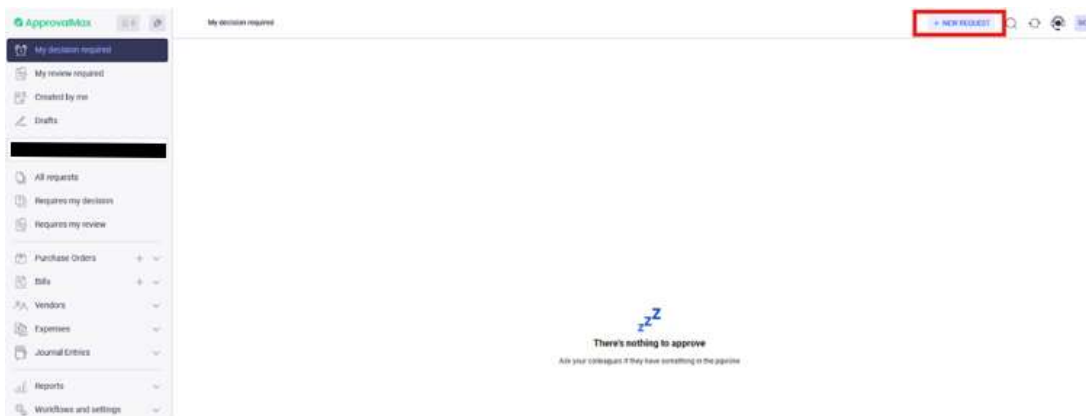 ApprovalMax
My decision required
+ NEW REQUEST
My decision required
My review required
Created by me
Drafts
All requests
Requires my decision
Requires my review
Purchase Orders
Bills
Vendors
Expenses
Journal Entries
Reports
Workflows and settings
zzZ
There's nothing to approve
Ask your colleagues if they have something in the pipeline